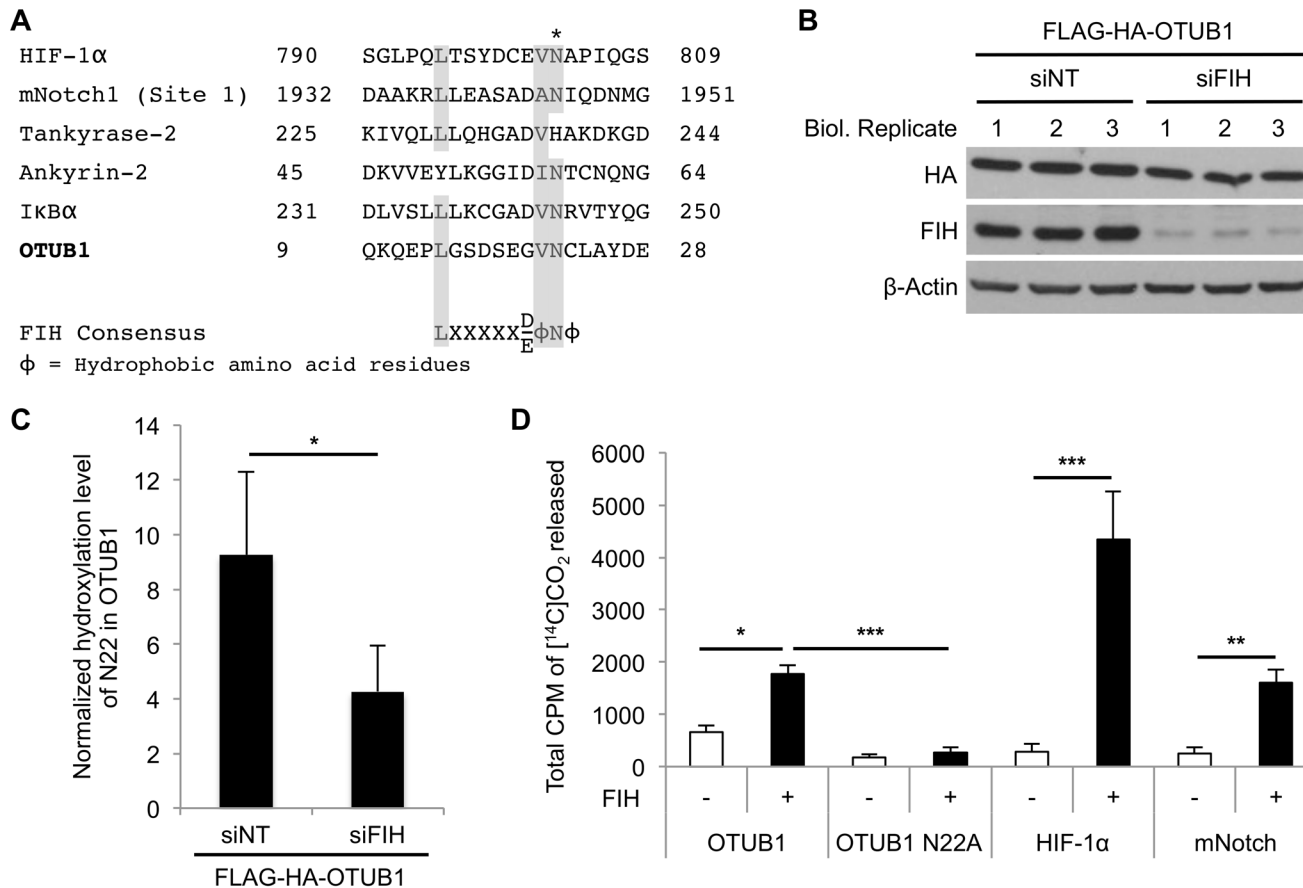 A
*
HIF-1α 790 SGLPQLTSYDCEVNAPIQGS 809
mNotch1 (Site 1) 1932 DAAKRLLEASADANIQDNMG 1951
Tankyrase-2 225 KIVQLLLQHGADVHAKDKGD 244
Ankyrin-2 45 DKVVEYLKGGIDINTCNQNG 64
IκBα 231 DLVSLLLKCGADVNRVTYQG 250
OTUB1 9 QKQEPLGSDSEGVNCLAYDE 28
FIH Consensus LXXXXXD/EϕNϕ
ϕ = Hydrophobic amino acid residues
B
FLAG-HA-OTUB1
siNT siFIH
Biol. Replicate 1 2 3 1 2 3
HA
FIH
β-Actin
C
Normalized hydroxylation level
of N22 in OTUB1
14
12
10
8
6
4
2
0
*
siNT siFIH
FLAG-HA-OTUB1
D
Total CPM of [¹⁴C]CO₂ released
6000
5000
4000
3000
2000
1000
0
* *** *** **
FIH - + - + - + - +
OTUB1 OTUB1 N22A HIF-1α mNotch